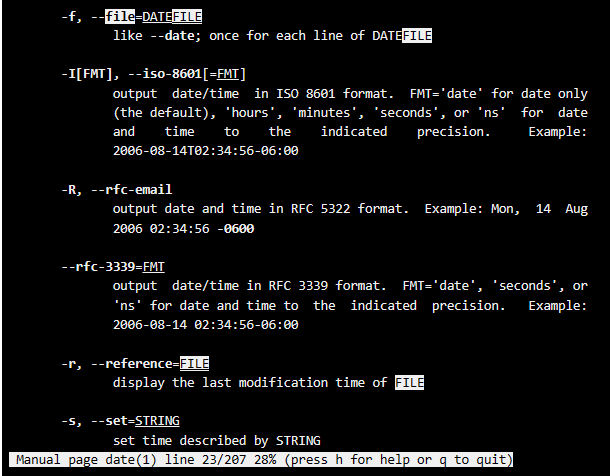 -f, --file=DATEFILE
like --date; once for each line of DATEFILE
-I[FMT], --iso-8601[=FMT]
output date/time in ISO 8601 format. FMT='date' for date only
(the default), 'hours', 'minutes', 'seconds', or 'ns' for date
and time to the indicated precision. Example:
2006-08-14T02:34:56-06:00
-R, --rfc-email
output date and time in RFC 5322 format. Example: Mon, 14 Aug
2006 02:34:56 -0600
--rfc-3339=FMT
output date/time in RFC 3339 format. FMT='date', 'seconds', or
'ns' for date and time to the indicated precision. Example:
2006-08-14 02:34:56-06:00
-r, --reference=FILE
display the last modification time of FILE
-s, --set=STRING
set time described by STRING
Manual page date(1) line 23/207 28% (press h for help or q to quit)